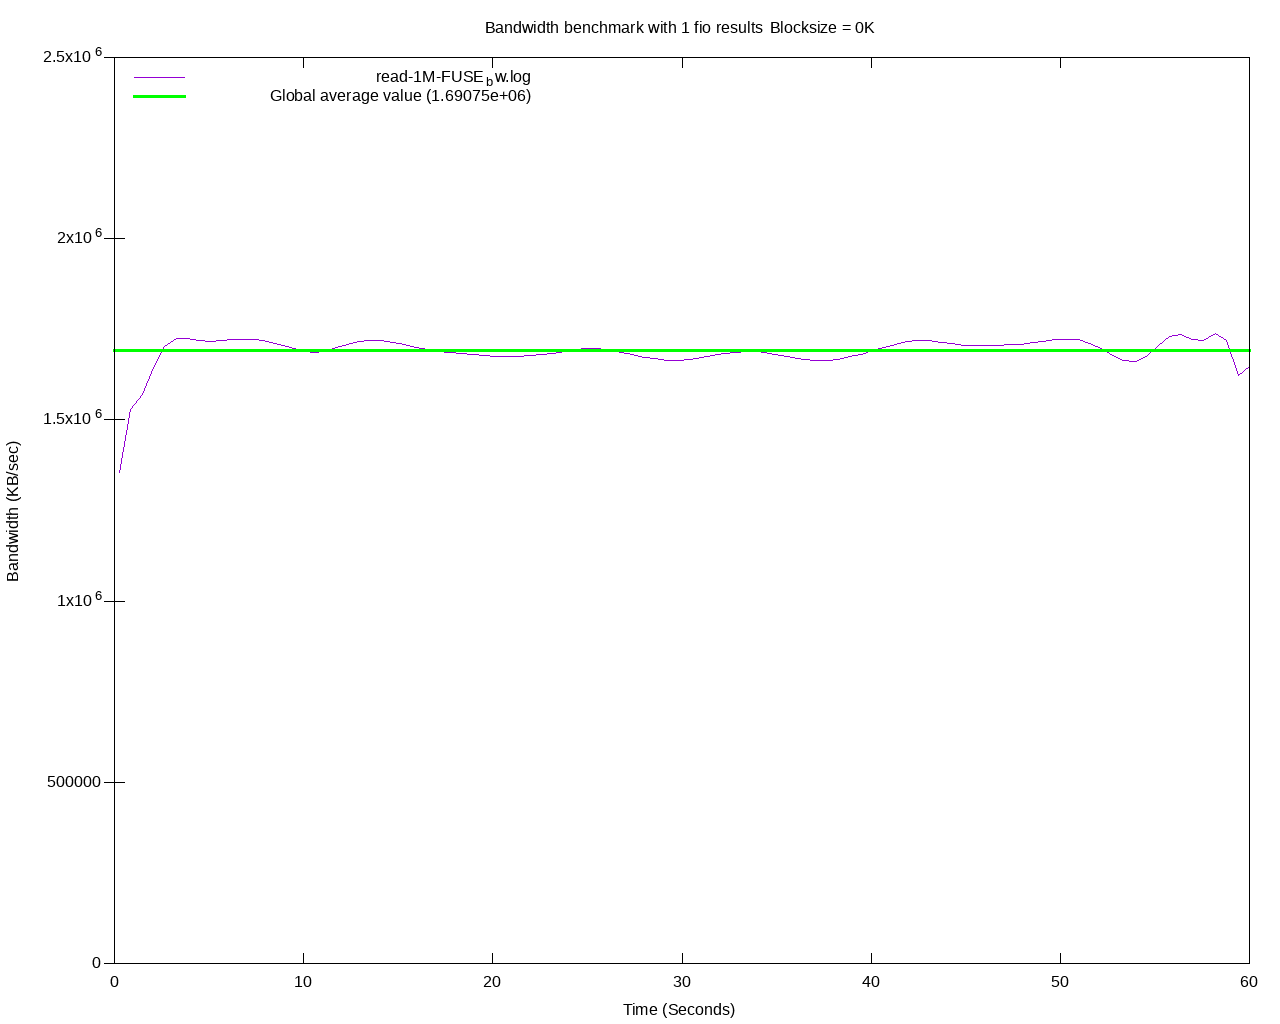 Bandwidth benchmark with 1 fio results Blocksize = 0K
2.5x10 6
read-1M-FUSEbw.log
Global average value (1.69075e+06)
2x10 6
1.5x10 6
Bandwidth (KB/sec)
1x10 6
500000
0
0 10 20 30 40 50 60
Time (Seconds)